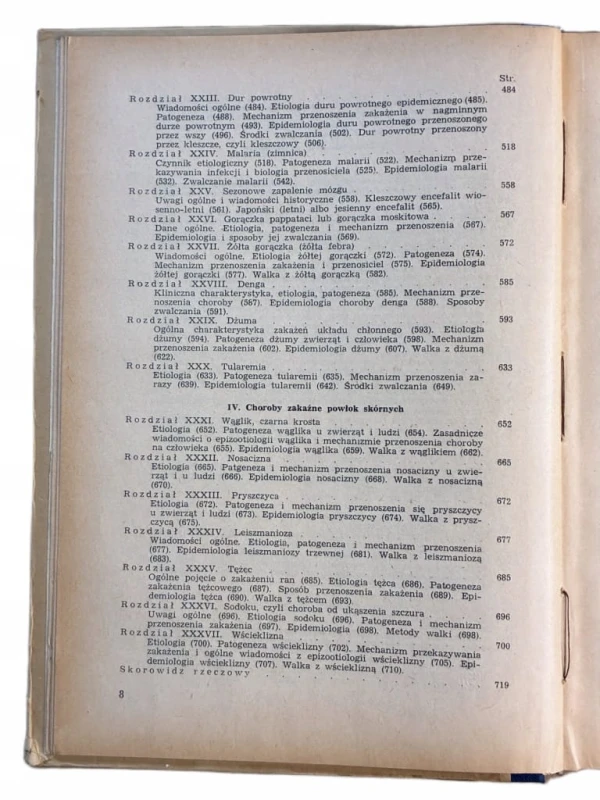 Str.
Rozdział XXIII. Dur powrotny . . . . . . . . . . . 484
Wiadomości ogólne (484). Etiologia duru powrotnego epidemicznego (485).
Patogeneza (488). Mechanizm przenoszenia zakażenia w nagminnym
durze powrotnym (493). Epidemiologia duru powrotnego przenoszonego
przez wszy (496). Środki zwalczania (502). Dur powrotny przenoszony
przez kleszcze, czyli kleszczowy (506).
Rozdział XXIV. Malaria (zimnica) . . . . . . . . . . 518
Czynnik etiologiczny (518). Patogeneza malarii (522). Mechanizm prze-
kazywania infekcji i biologia przenosiciela (525). Epidemiologia malarii
(532). Zwalczanie malarii (542).
Rozdział XXV. Sezonowe zapalenie mózgu . . . . . . . 558
Uwagi ogólne i wiadomości historyczne (558). Kleszczowy encefalit wio-
senno-letni (561). Japoński (letni) albo jesienny encefalit (565).
Rozdział XXVI. Gorączka pappataci lub gorączka moskitowa . . . 567
Dane ogólne. Etiologia, patogeneza i mechanizm przenoszenia (567).
Epidemiologia i sposoby jej zwalczania (569).
Rozdział XXVII. Żółta gorączka (żółta febra) . . . . . . 572
Wiadomości ogólne. Etiologia żółtej gorączki (572). Patogeneza (574).
Mechanizm przenoszenia zakażenia i przenosiciel (575). Epidemiologia
żółtej gorączki (577). Walka z żółtą gorączką (582).
Rozdział XXVIII. Denga . . . . . . . . . . . . 585
Kliniczna charakterystyka, etiologia, patogeneza (585). Mechanizm prze-
noszenia choroby (587). Epidemiologia choroby denga (588). Sposoby
zwalczania (591).
Rozdział XXIX. Dżuma . . . . . . . . . . . . 593
Ogólna charakterystyka zakażeń układu chłonnego (593). Etiologia
dżumy (594). Patogeneza dżumy zwierząt i człowieka (598). Mechanizm
przenoszenia zakażenia (602). Epidemiologia dżumy (607). Walka z dżumą
(622).
Rozdział XXX. Tularemia . . . . . . . . . . . . 633
Etiologia (633). Patogeneza tularemii (635). Mechanizm przenoszenia za-
razy (639). Epidemiologia tularemii (642). Środki zwalczania (649).
IV. Choroby zakaźne powłok skórnych
Rozdział XXXI. Wąglik, czarna krosta . . . . . . . . 652
Etiologia (652). Patogeneza wąglika u zwierząt i ludzi (654). Zasadnicze
wiadomości o epizootiologii wąglika i mechanizmie przenoszenia choroby
na człowieka (655). Epidemiologia wąglika (659). Walka z wąglikiem (662).
Rozdział XXXII. Nosacizna . . . . . . . . . . . 665
Etiologia (665). Patgeneza i mechanizm przenoszenia nosacizny u zwie-
rząt i u ludzi (666). Epidemiologia nosacizny (668). Walka z nosacizną
(670).
Rozdział XXXIII. Pryszczyca . . . . . . . . . . 672
Etiologia (672). Patogeneza i mechanizm przenoszenia się pryszczycy
u zwierząt i u ludzi (673). Epidemiologia pryszczycy (674). Walka z prysz-
czycą (675).
Rozdział XXXIV. Leiszmanioza . . . . . . . . . . 677
Wiadomości ogólne. Etiologia, patogeneza i mechanizm przenoszenia
(677). Epidemiologia leiszmaniozy trzewnej (681). Walka z leiszmaniozą
(683).
Rozdział XXXV. Tężec . . . . . . . . . . . . 685
Ogólne pojęcie o zakażeniu ran (685). Etiologia tężca (686). Patogeneza
zakażenia tężcowego (687). Sposób przenoszenia zakażenia (689). Epi-
demiologia tężca (690). Walka z tężcem (693).
Rozdział XXXVI. Sodoku, czyli choroba od ukąszenia szczura . . . 696
Uwagi ogólne (696). Etiologia sodoku (696). Patogeneza i mechanizm
przenoszenia zakażenia (697). Epidemiologia (698). Metody walki (698).
Rozdział XXXVII. Wścieklizna . . . . . . . . . . 700
Etiologia (700). Patogeneza wścieklizny (702). Mechanizm przekazywania
zakażenia i ogólne wiadomości z epizootiologii wścieklizny (705). Epi-
demiologia wścieklizny (707). Walka z wścieklizną (710).
Skorowidz rzeczowy . . . . . . . . . . . . . 719
8